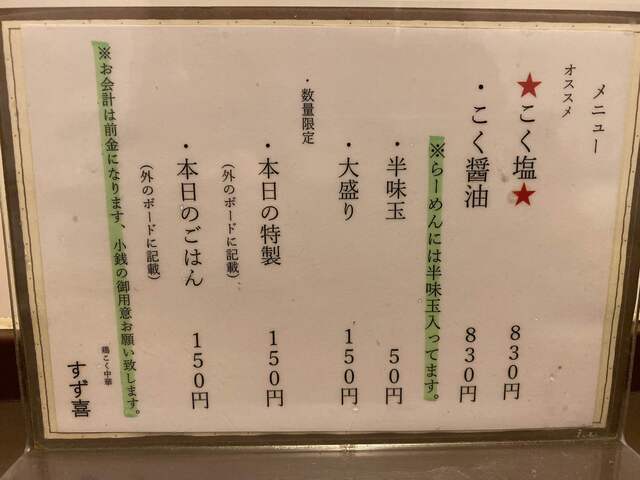 メニュー
オススメ
★こく塩★ 830円
・こく醤油 830円
※らーめんには半味玉入ってます。
・半味玉 50円
・大盛り 150円
・数量限定
・本日の特製 150円
(外のボードに記載)
・本日のごはん 150円
(外のボードに記載)
※お会計は前金になります、小銭の御用意お願い致します。
鶏こく中華
すず喜